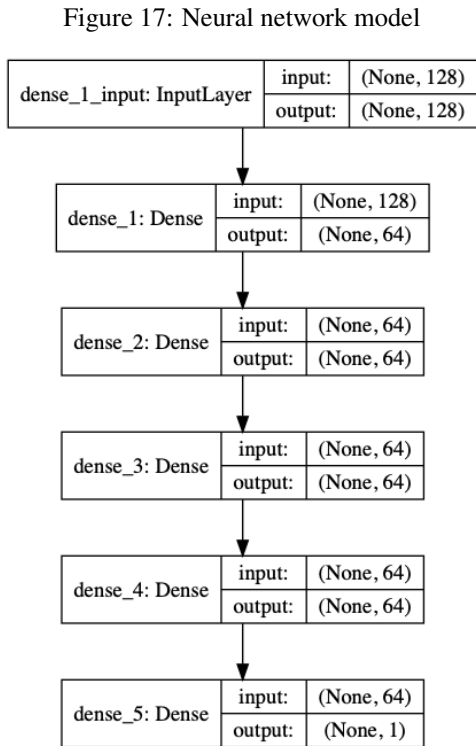 Figure 17: Neural network model
dense_1_input: InputLayer
input: (None, 128)
output: (None, 128)
dense_1: Dense
input: (None, 128)
output: (None, 64)
dense_2: Dense
input: (None, 64)
output: (None, 64)
dense_3: Dense
input: (None, 64)
output: (None, 64)
dense_4: Dense
input: (None, 64)
output: (None, 64)
dense_5: Dense
input: (None, 64)
output: (None, 1)